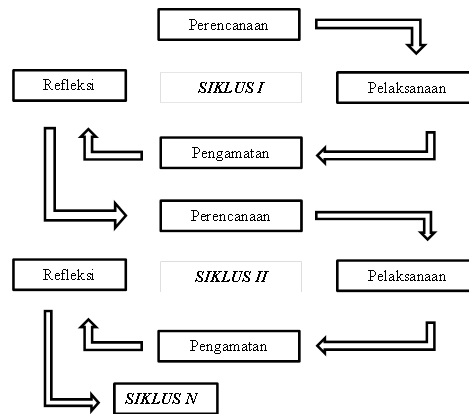 Perencanaan
Refleksi
SIKLUS I
Pelaksanaan
Pengamatan
Perencanaan
Refleksi
SIKLUS II
Pelaksanaan
Pengamatan
SIKLUS N